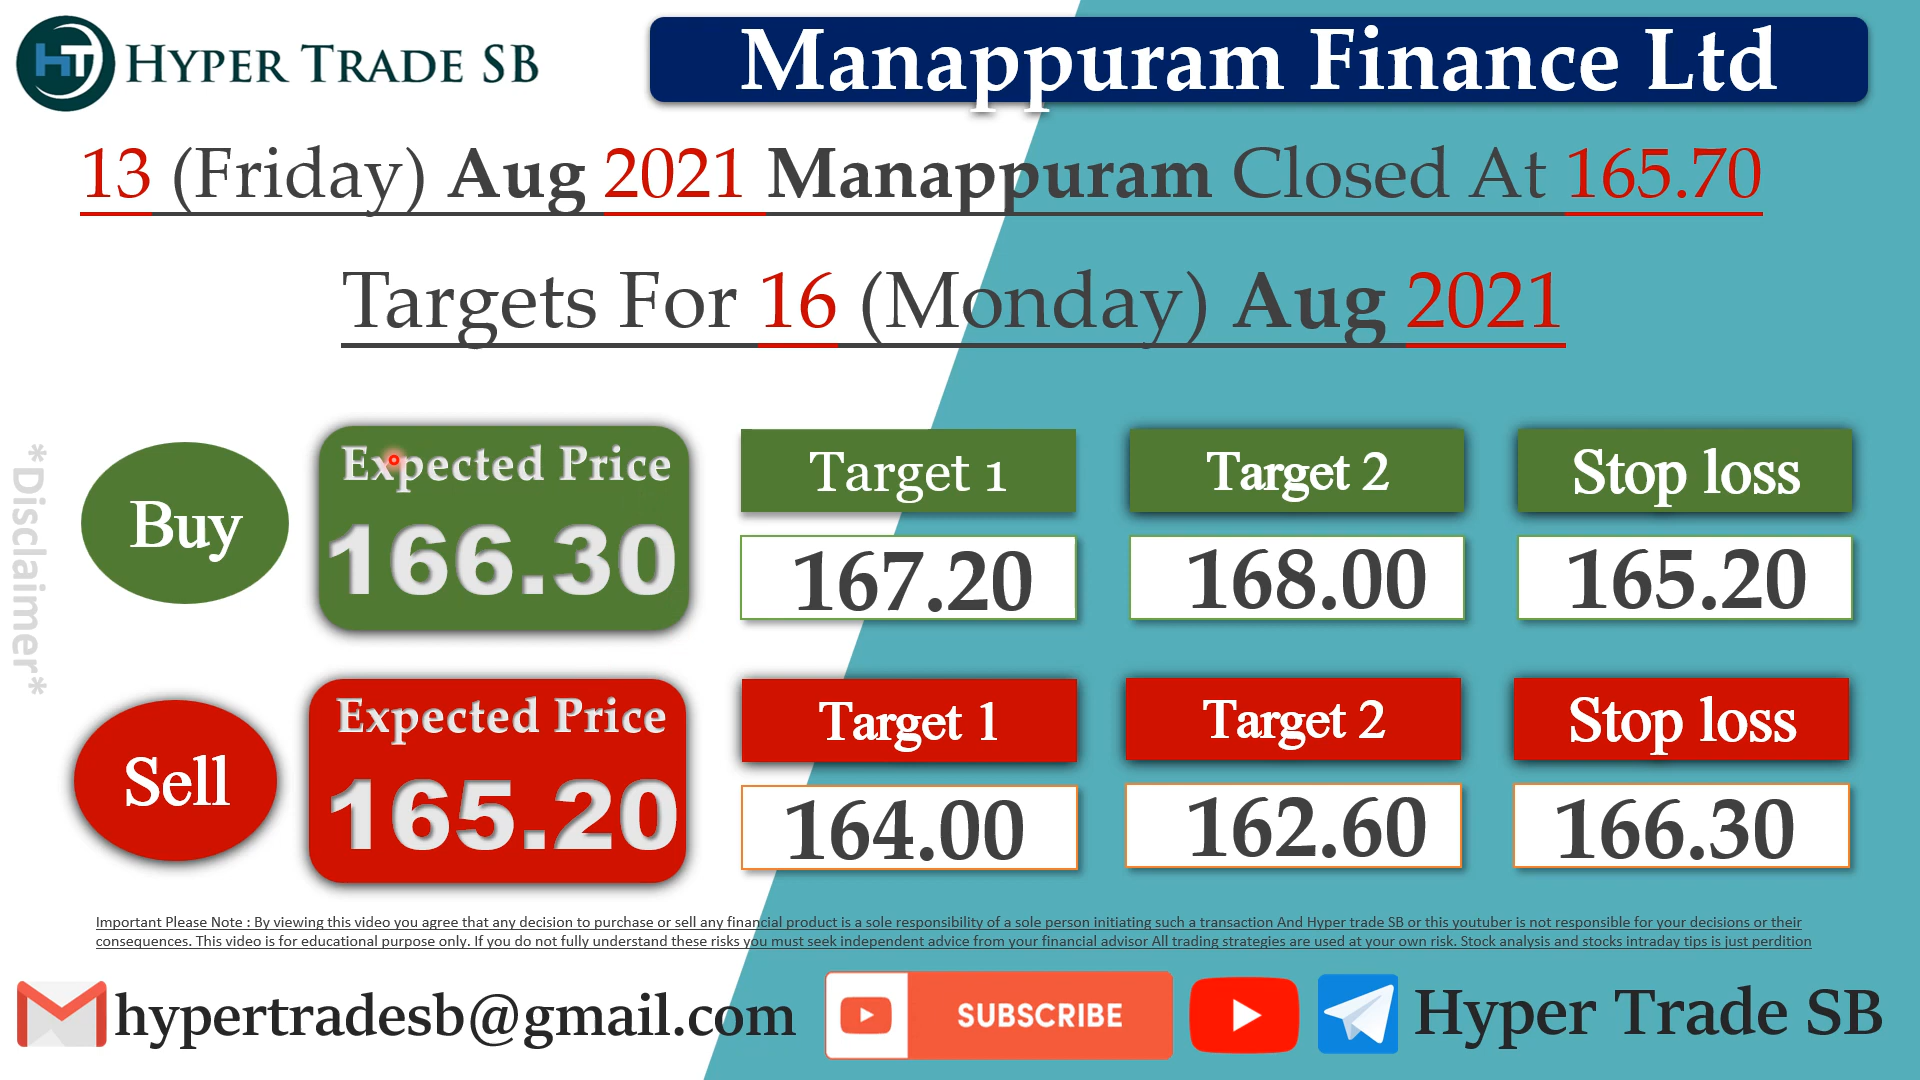 HT HYPER TRADE SB
Manappuram Finance Ltd
13 (Friday) Aug 2021 Manappuram Closed At 165.70
Targets For 16 (Monday) Aug 2021
*Disclaimer*
Buy
Expected Price
166.30
Target 1
167.20
Target 2
168.00
Stop loss
165.20
Sell
Expected Price
165.20
Target 1
164.00
Target 2
162.60
Stop loss
166.30
Important Please Note : By viewing this video you agree that any decision to purchase or sell any financial product is a sole responsibility of a sole person initiating such a transaction And Hyper trade SB or this youtuber is not responsible for your decisions or their
consequences. This video is for educational purpose only. If you do not fully understand these risks you must seek independent advice from your financial advisor All trading strategies are used at your own risk. Stock analysis and stocks intraday tips is just perdition
hypertradesb@gmail.com
SUBSCRIBE
Hyper Trade SB